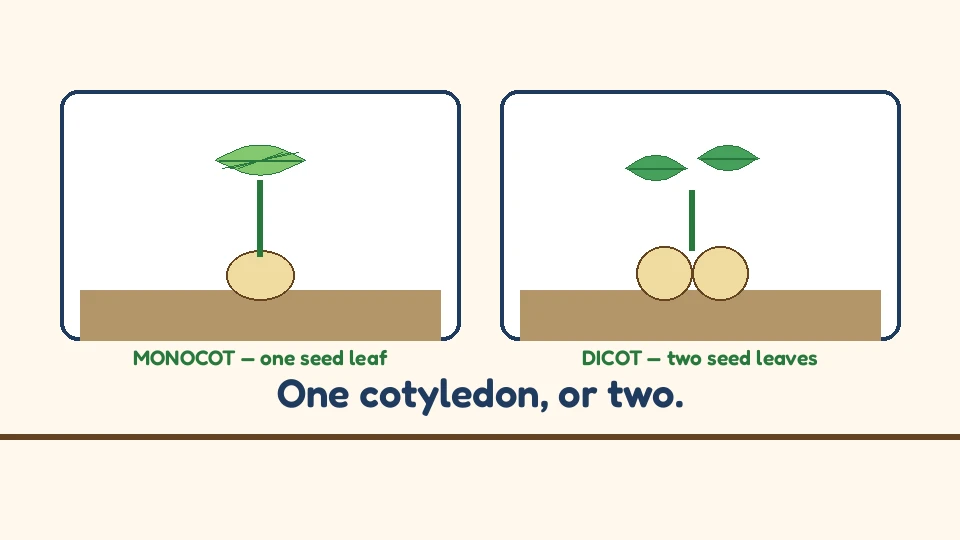 MONOCOT — one seed leaf
DICOT — two seed leaves
One cotyledon, or two.